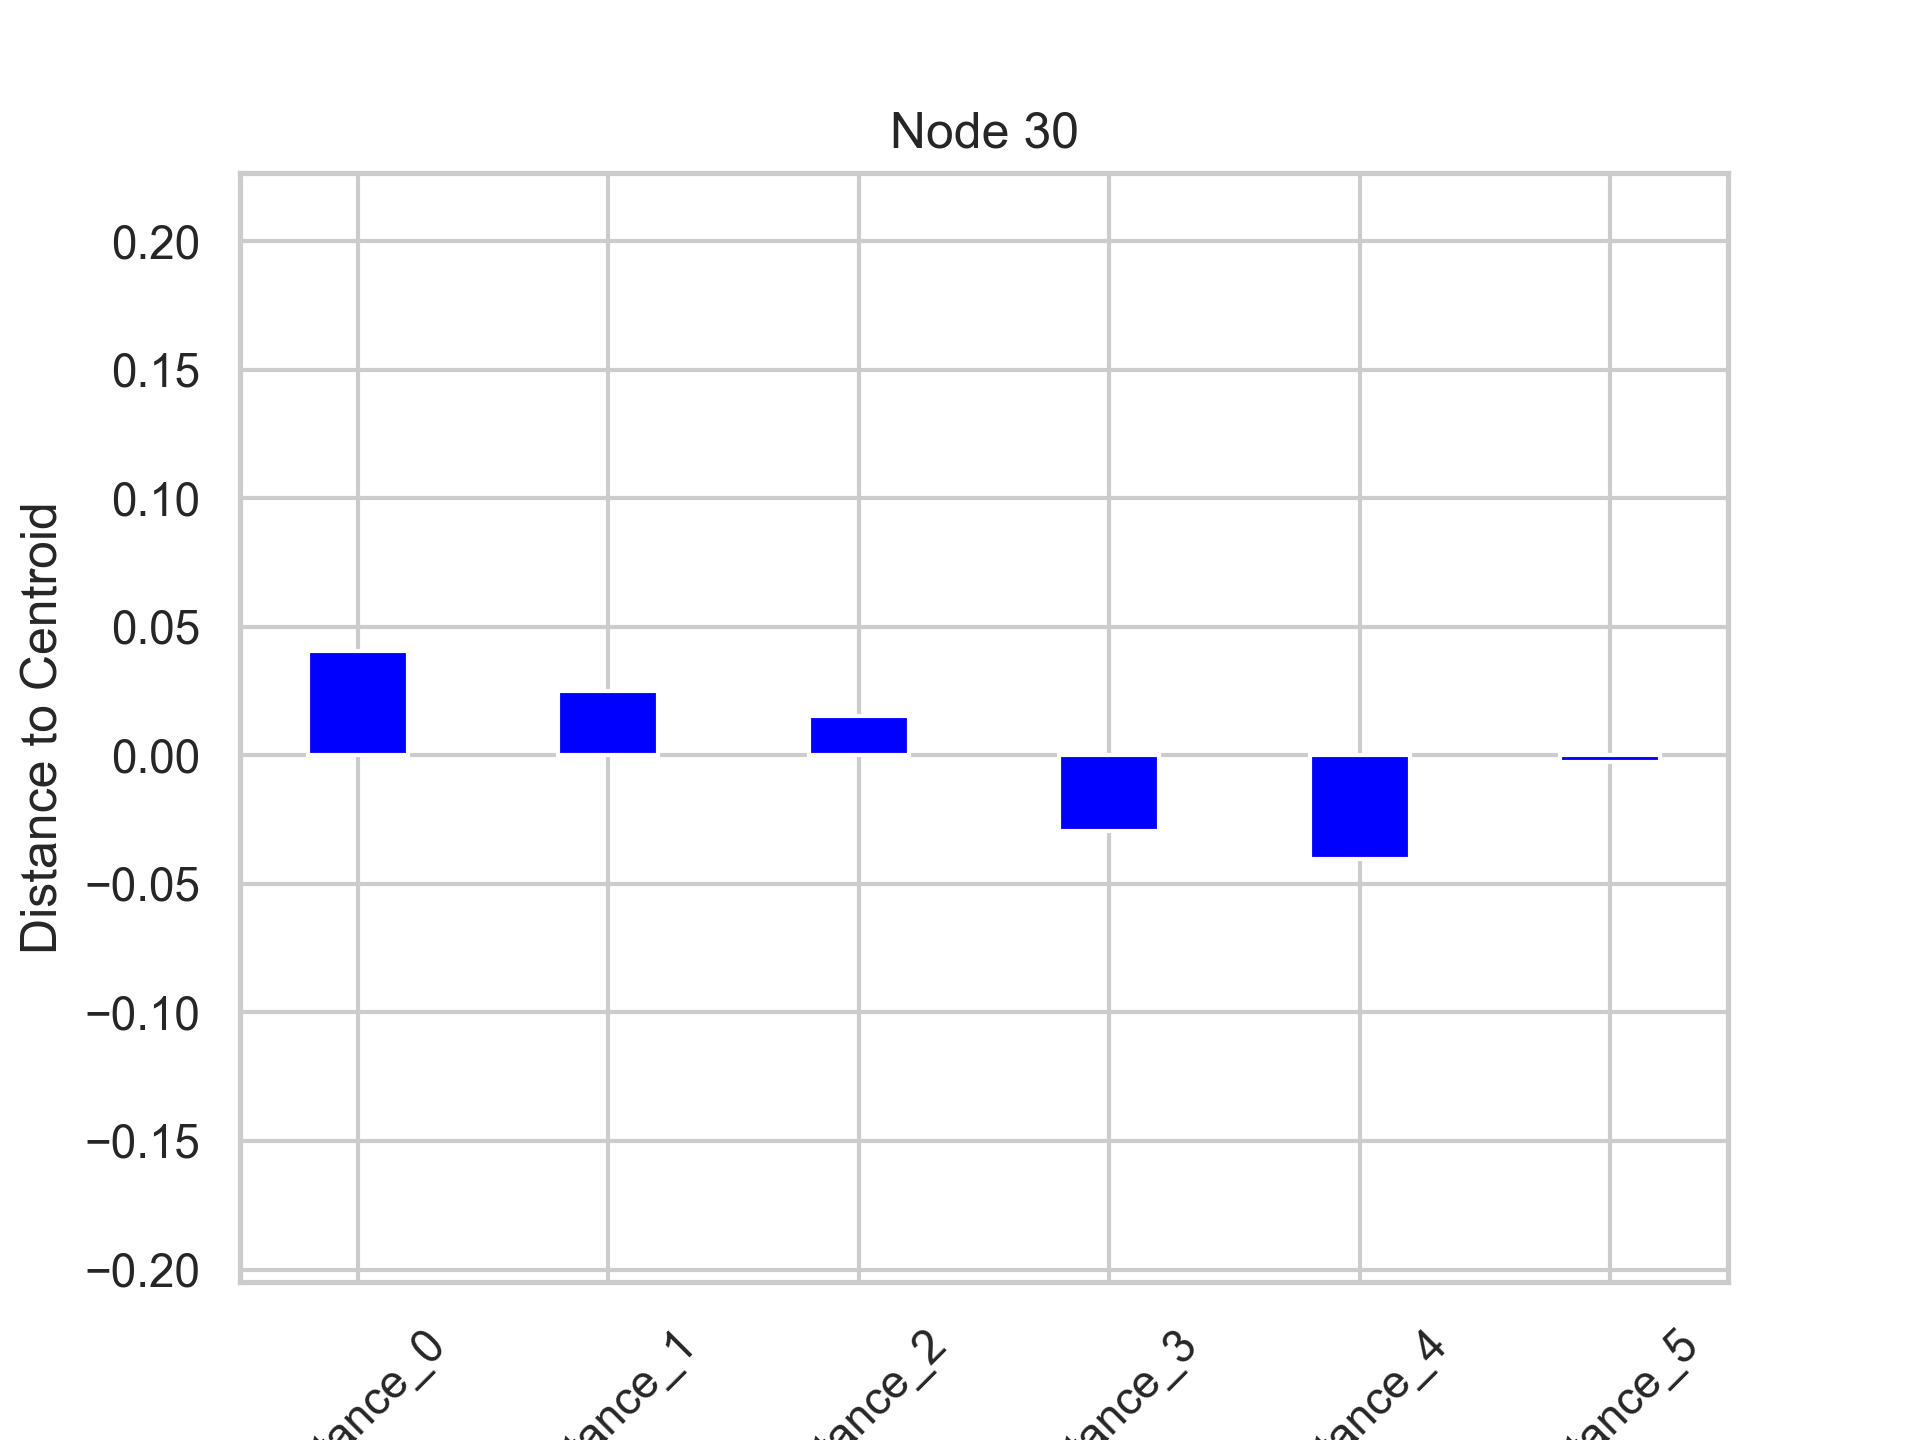 Node 30
0.20
0.15
0.10
0.05
0.00
−0.05
−0.10
−0.15
−0.20
Distance to Centroid
tance_0
tance_1
tance_2
tance_3
tance_4
tance_5